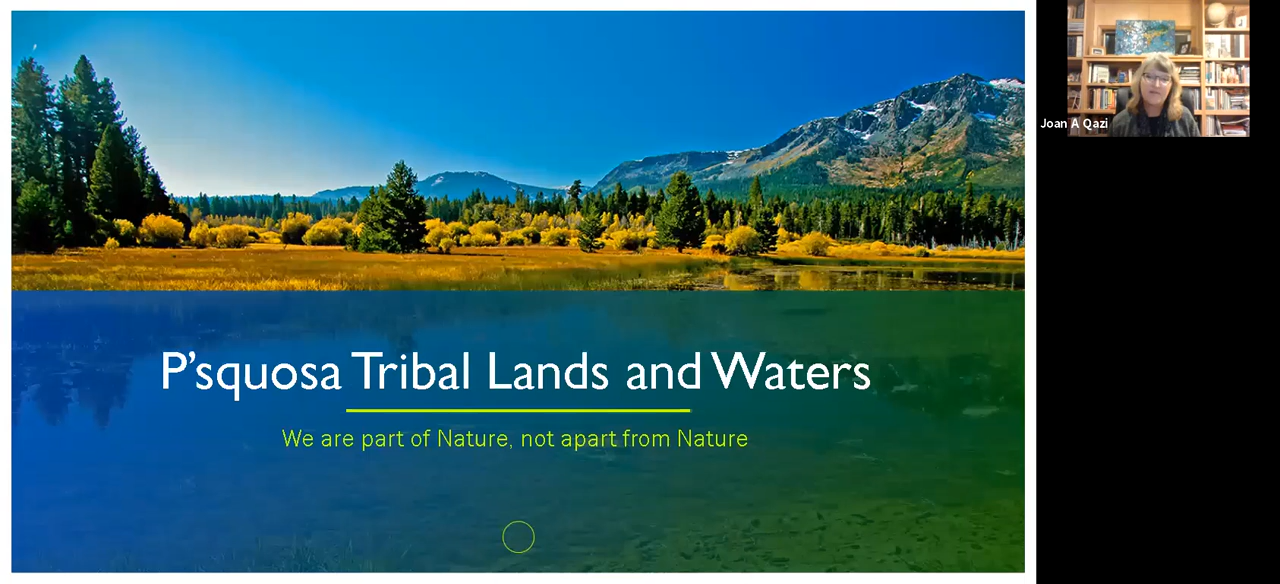 P'squosa Tribal Lands and Waters
We are part of Nature, not apart from Nature
Joan A Qazi